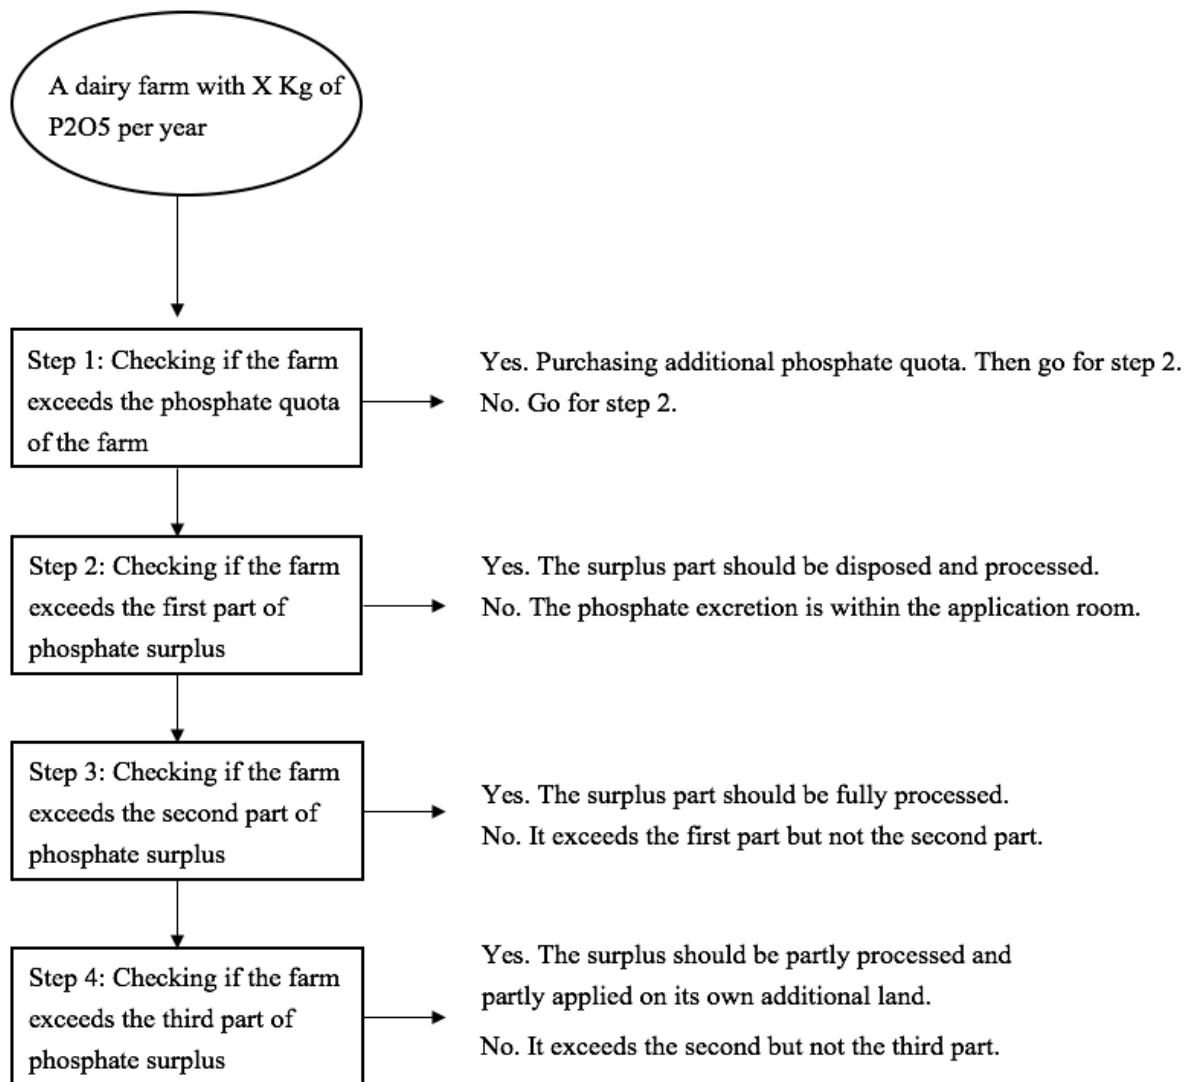 A dairy farm with X Kg of
P2O5 per year
Step 1: Checking if the farm
exceeds the phosphate quota
of the farm
Yes. Purchasing additional phosphate quota. Then go for step 2.
No. Go for step 2.
Step 2: Checking if the farm
exceeds the first part of
phosphate surplus
Yes. The surplus part should be disposed and processed.
No. The phosphate excretion is within the application room.
Step 3: Checking if the farm
exceeds the second part of
phosphate surplus
Yes. The surplus part should be fully processed.
No. It exceeds the first part but not the second part.
Step 4: Checking if the farm
exceeds the third part of
phosphate surplus
Yes. The surplus should be partly processed and
partly applied on its own additional land.
No. It exceeds the second but not the third part.